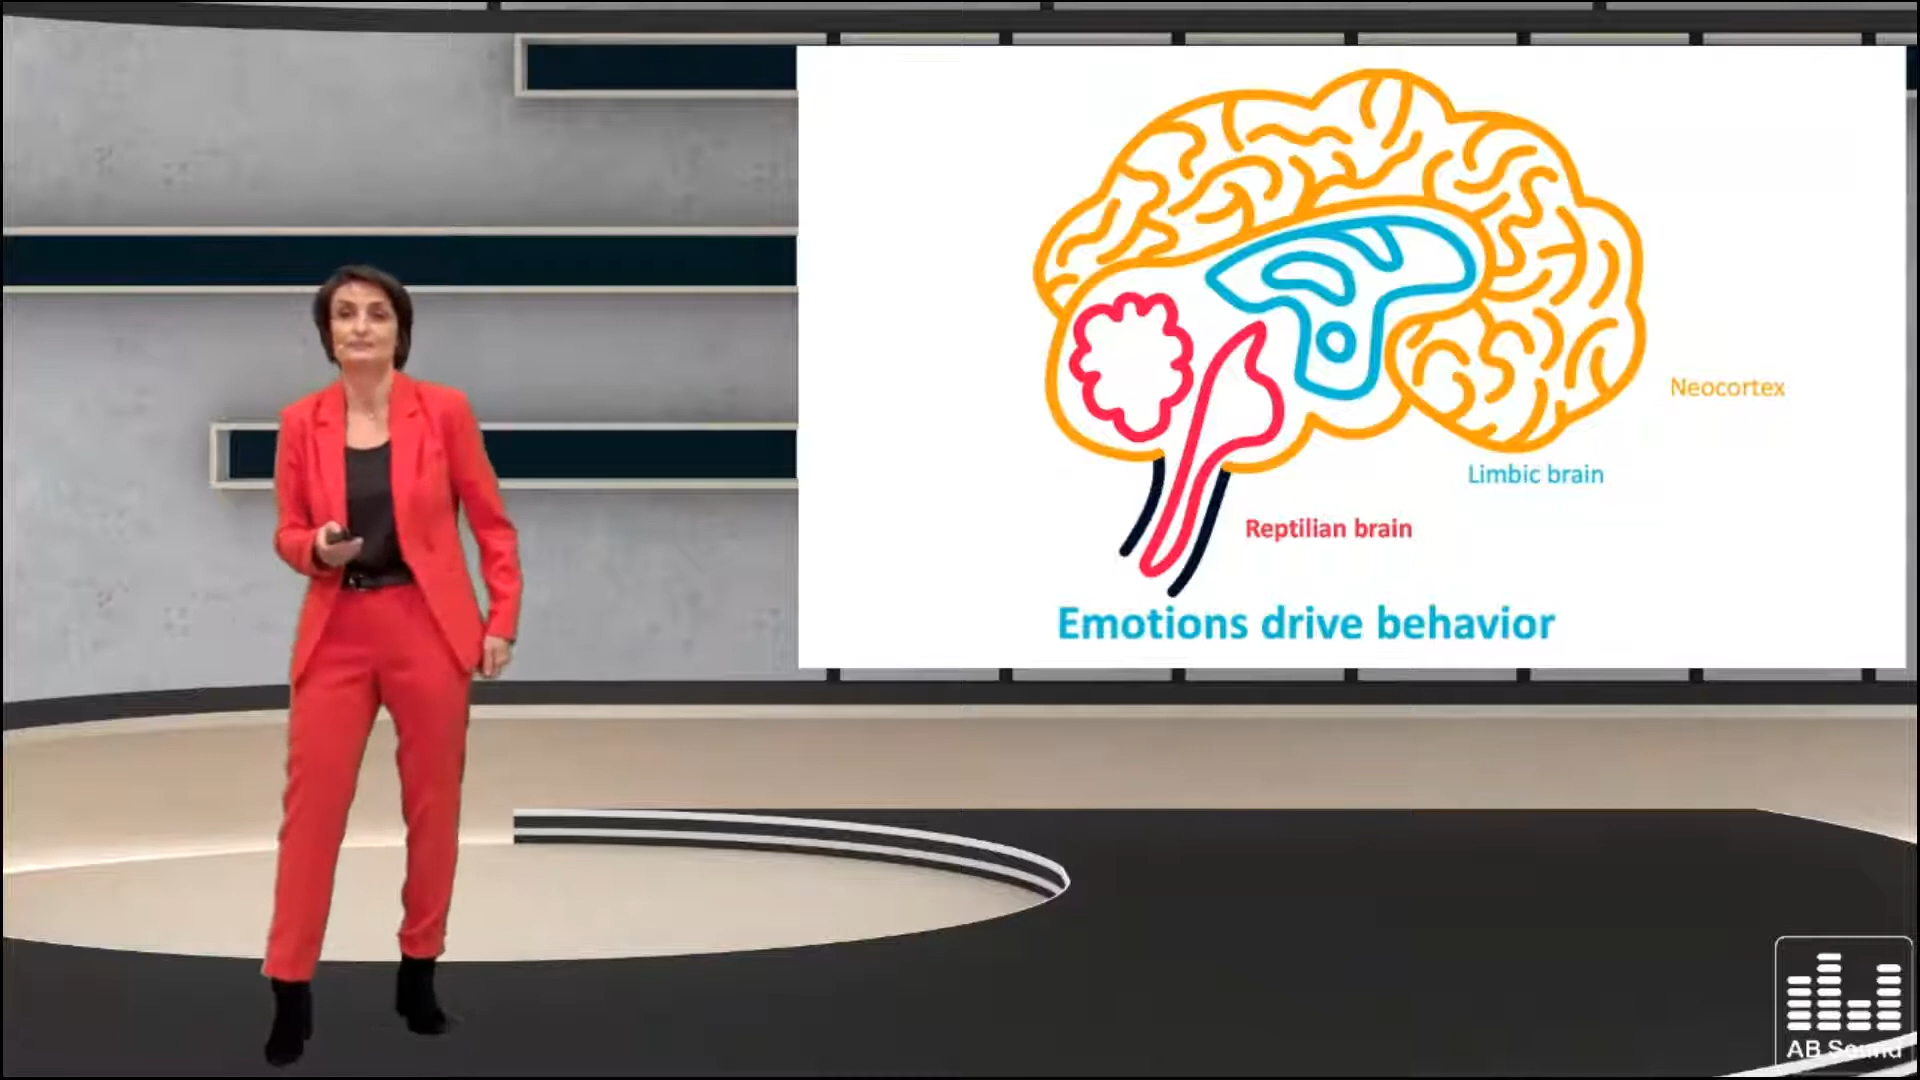 Neocortex
Limbic brain
Reptilian brain
Emotions drive behavior
AB Sound